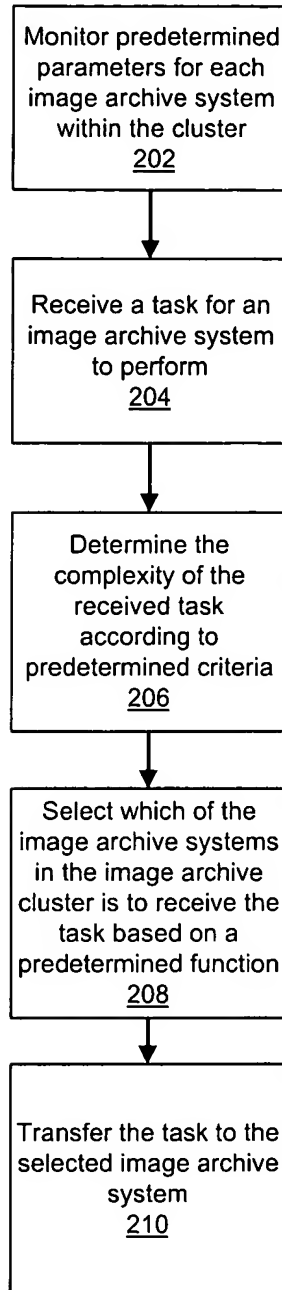 Monitor predetermined
parameters for each
image archive system
within the cluster
202
Receive a task for an
image archive system
to perform
204
Determine the
complexity of the
received task
according to
predetermined criteria
206
Select which of the
image archive systems
in the image archive
cluster is to receive the
task based on a
predetermined function
208
Transfer the task to the
selected image archive
system
210